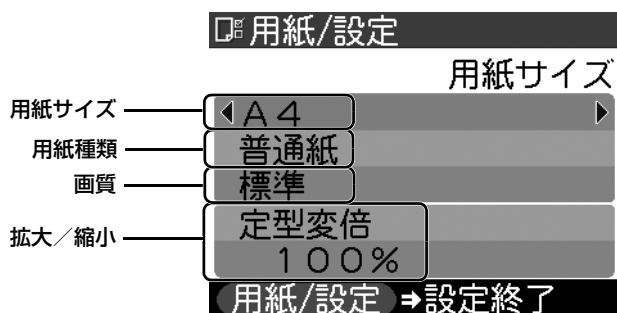 用紙/設定
用紙サイズ
用紙サイズ A4
用紙種類 普通紙
画質 標準
拡大／縮小 定型変倍
100%
用紙/設定 ➡設定終了